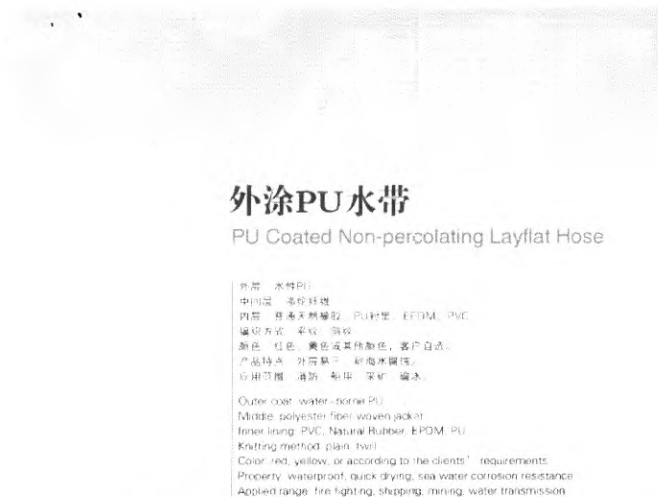 外涂PU水带
PU Coated Non-percolating Layflat Hose
外层 水性PU
中间层 涤纶纤维
内层 普通天然橡胶、PU衬里、EPDM、PVC
编织方式 平纹、斜纹
颜色 红色、黄色或其他颜色，客户自选。
产品特点 外层易干、耐海水腐蚀。
应用范围 消防、船用、采矿、输水。
Outer coat: water-borne PU
Middle: polyester fiber woven jacket
Inner lining: PVC, Natural Rubber, EPDM, PU
Knitting method: plain, twill
Color: red, yellow, or according to the clients' requirements
Property: waterproof, quick drying, sea water corrosion resistance
Applied range: fire fighting, shipping, mining, water transmission